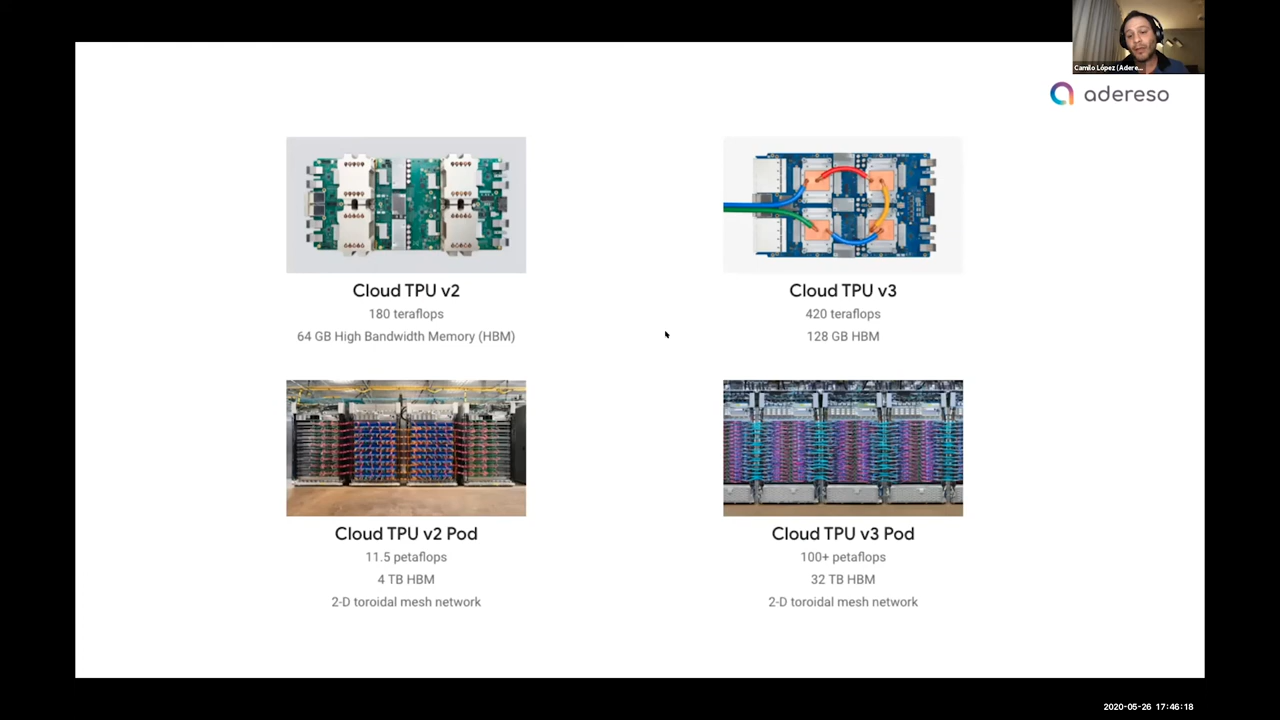 Camilo López (Adere...
adereso
Cloud TPU v2
180 teraflops
64 GB High Bandwidth Memory (HBM)
Cloud TPU v3
420 teraflops
128 GB HBM
Cloud TPU v2 Pod
11.5 petaflops
4 TB HBM
2-D toroidal mesh network
Cloud TPU v3 Pod
100+ petaflops
32 TB HBM
2-D toroidal mesh network
2020-05-26 17:46:18